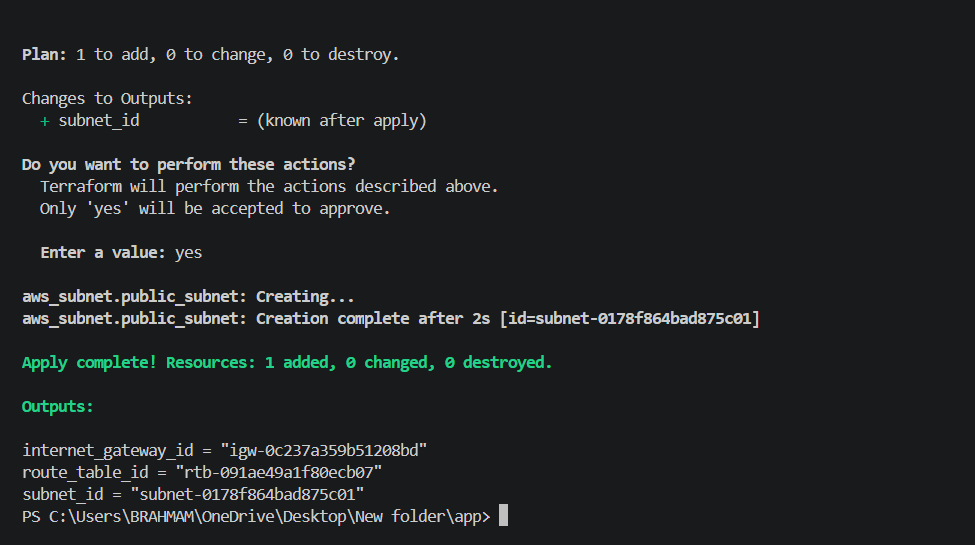 Plan: 1 to add, 0 to change, 0 to destroy.
Changes to Outputs:
+ subnet_id = (known after apply)
Do you want to perform these actions?
Terraform will perform the actions described above.
Only 'yes' will be accepted to approve.
Enter a value: yes
aws_subnet.public_subnet: Creating...
aws_subnet.public_subnet: Creation complete after 2s [id=subnet-0178f864bad875c01]
Apply complete! Resources: 1 added, 0 changed, 0 destroyed.
Outputs:
internet_gateway_id = "igw-0c237a359b51208bd"
route_table_id = "rtb-091ae49a1f80ecb07"
subnet_id = "subnet-0178f864bad875c01"
PS C:\Users\BRAHMAM\OneDrive\Desktop\New folder\app>